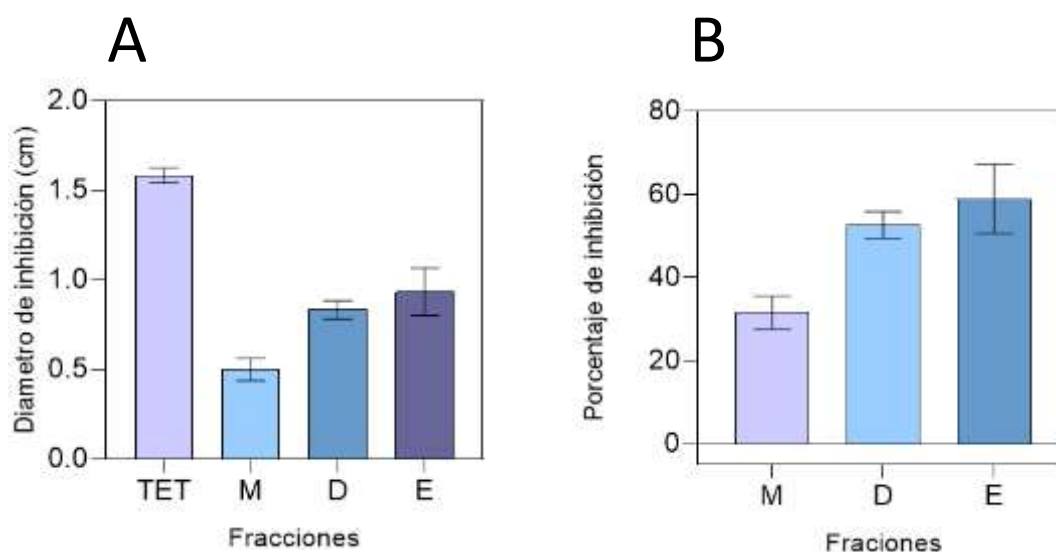 A
Diametro de inhibición (cm)
2.0
1.5
1.0
0.5
0.0
TET M D E
Fracciones
B
Porcentaje de inhibición
80
60
40
20
0
M D E
Fraciones